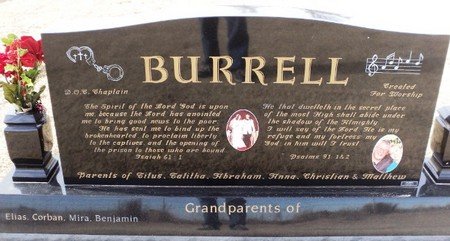 BURRELL
D.O.C. Chaplain
The Spirit of the Lord God is upon
me because the Lord has anointed
me to bring good news to the poor.
He has sent me to bind up the
brokenhearted to proclaim liberty
to the captives and the opening of
the prison to those who are bound
Isaiah 61: 1
Created
For Worship
He that dwelleth in the secret place
of the most High shall abide under
the shadow of the Almighty
I will say of the Lord, He is my
refuge and my fortress my
God, in him will I trust.
Psalms 91: 1&2
Parents of Titus, Talitha, Abraham, Anna, Christian & Matthew
Grandparents of
Elias, Corban, Mira, Benjamin